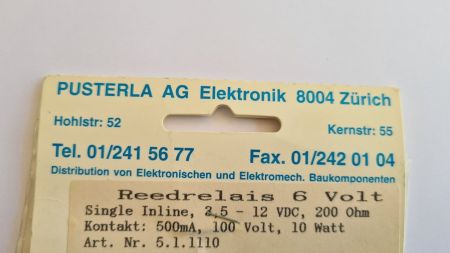 PUSTERLA AG Elektronik 8004 Zürich
Hohlstr: 52 Kernstr: 55
Tel. 01/241 56 77 Fax. 01/242 01 04
Distribution von Elektronischen und Elektromech. Baukomponenten
Reedrelais 6 Volt
Single Inline, 3,5 - 12 VDC, 200 Ohm
Kontakt: 500mA, 100 Volt, 10 Watt
Art. Nr. 5.1.1110